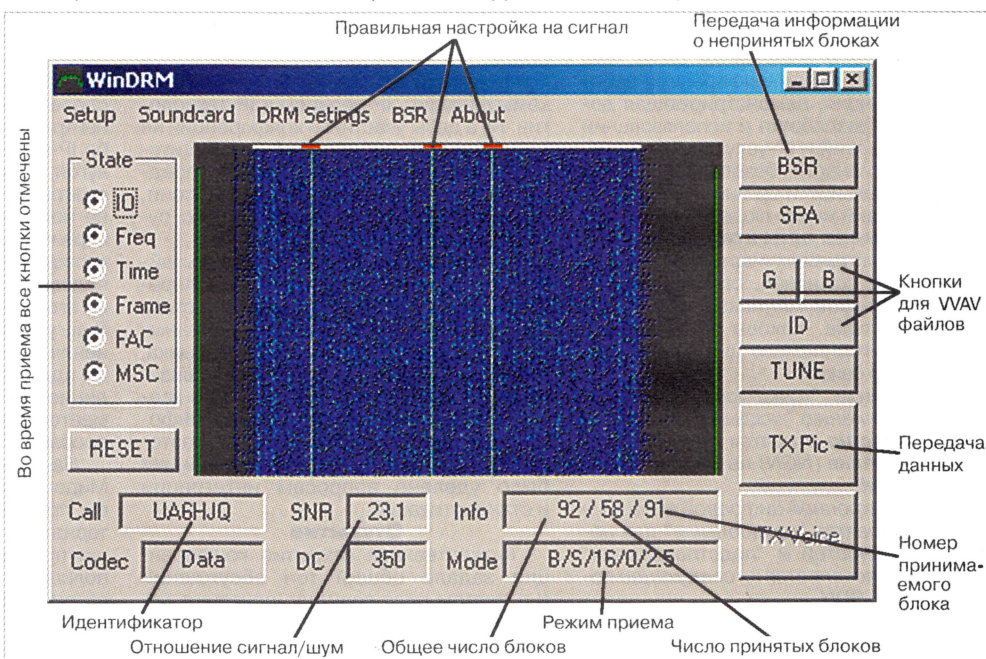 Правильная настройка на сигнал
Передача информации
о непринятых блоках
WinDRM
Setup Soundcard DRM Setings BSR About
Во время приема все кнопки отмечены
State
IO
Freq
Time
Frame
FAC
MSC
RESET
BSR
SPA
G B
ID
TUNE
TX Pic
TX Voice
Кнопки
для WAV
файлов
Передача
данных
Номер
принима-
емого
блока
Call UA6HJQ SNR 23.1 Info 92 / 58 / 91
Codec Data DC 350 Mode B/S/16/0/2.5
Идентификатор
Режим приема
Отношение сигнал/шум
Общее число блоков
Число принятых блоков